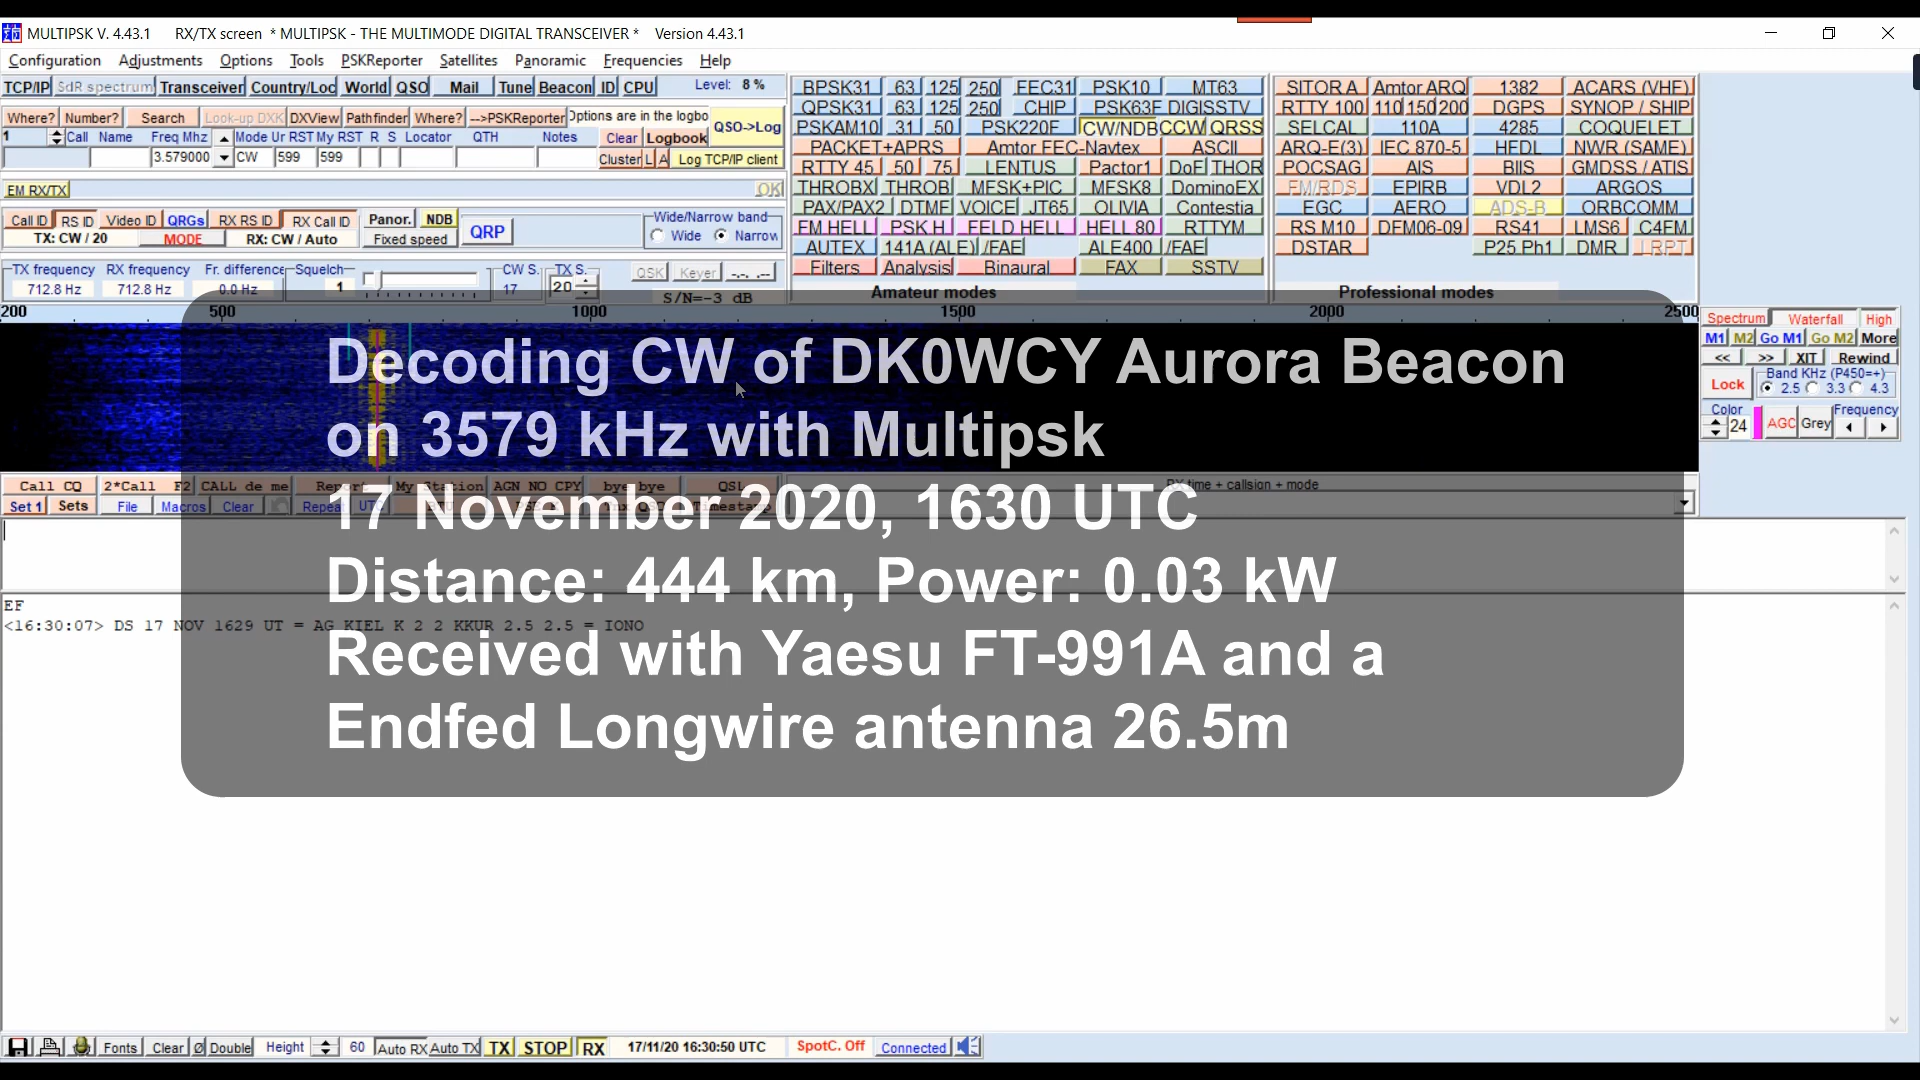 MULTIPSK V. 4.43.1 RX/TX screen * MULTIPSK - THE MULTIMODE DIGITAL TRANSCEIVER * Version 4.43.1
Configuration Adjustments Options Tools PSKReporter Satellites Panoramic Frequencies Help
TCP/IP SdR spectrum Transceiver Country/Loc World QSO Mail Tune Beacon ID CPU Level: 8 %
Where? Number? Search Look-up DXK DXView Pathfinder Where? -->PSKReporter Options are in the logbo QSO->Log
1 Call Name Freq Mhz Mode Ur RST My RST R S Locator QTH Notes Clear Logbook
3.579000 CW 599 599 Cluster L A Log TCP/IP client
EM RX/TX OK
Call ID RS ID Video ID QRGs RX RS ID RX Call ID Panor. NDB QRP Wide/Narrow band
TX: CW / 20 MODE RX: CW / Auto Fixed speed Wide Narrow
TX frequency RX frequency Fr. difference Squelch CW S. TX S. QSK Keyer -.-. .--
712.8 Hz 712.8 Hz 0.0 Hz 1 17 20 S/N=-3 dB
BPSK31 63 125 250 FEC31 PSK10 MT63
QPSK31 63 125 250 CHIP PSK63F DIGISSTV
PSKAM10 31 50 PSK220F CW/NDB CCW QRSS
PACKET+APRS Amtor FEC-Navtex ASCII
RTTY 45 50 75 LENTUS Pactor1 DoF THOR
THROBX THROB MFSK+PIC MFSK8 DominoEX
PAX/PAX2 DTMF VOICE JT65 OLIVIA Contestia
FM HELL PSK H FELD HELL HELL 80 RTTYM
AUTEX 141A (ALE) /FAE ALE400 /FAE
Filters Analysis Binaural FAX SSTV
Amateur modes
SITOR A Amtor ARQ 1382 ACARS (VHF)
RTTY 100 110 150 200 DGPS SYNOP / SHIP
SELCAL 110A 4285 COQUELET
ARQ-E(3) IEC 870-5 HFDL NWR (SAME)
POCSAG AIS BIIS GMDSS / ATIS
FM/RDS EPIRB VDL2 ARGOS
EGC AERO ADS-B ORBCOMM
RS M10 DFM06-09 RS41 LMS6 C4FM
DSTAR P25 Ph1 DMR LRPT
Professional modes
200 500 1000 1500 2000 2500
Spectrum Waterfall High
M1 M2 Go M1 Go M2 More
<< >> XIT Rewind
Lock Band KHz (P450=+)
2.5 3.3 4.3
Color Frequency
24 AGC Grey
Decoding CW of DK0WCY Aurora Beacon
on 3579 kHz with Multipsk
17 November 2020, 1630 UTC
Distance: 444 km, Power: 0.03 kW
Received with Yaesu FT-991A and a
Endfed Longwire antenna 26.5m
Call CQ 2*Call F2 CALL de me Report My Station AGN NO CPY bye bye QSL RX time + callsion + mode
Set 1 Sets File Macros Clear Repeat Timestamp
EF
<16:30:07> DS 17 NOV 1629 UT = AG KIEL K 2 2 KKUR 2.5 2.5 = IONO
Fonts Clear Ø Double Height 60 Auto RX Auto TX TX STOP RX 17/11/20 16:30:50 UTC SpotC. Off Connected